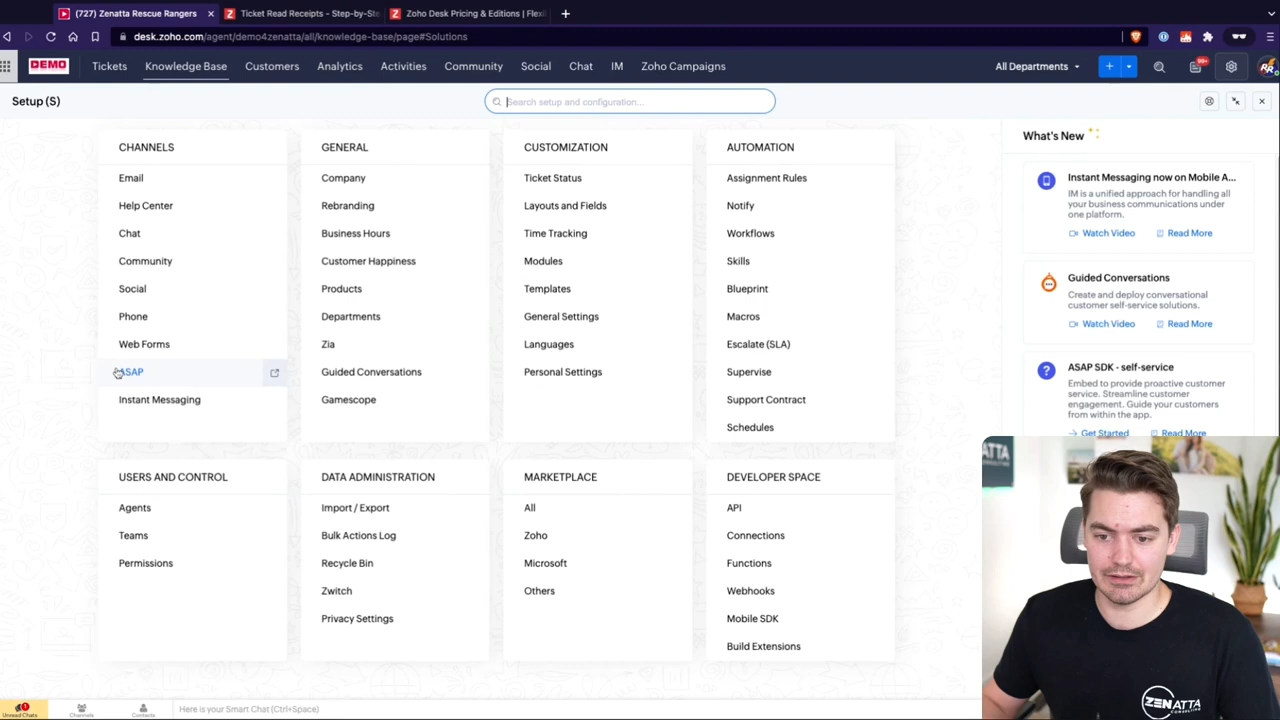 (727) Zenatta Rescue Rangers
Ticket Read Receipts - Step-by-Ste
Zoho Desk Pricing & Editions | Flexi
desk.zoho.com/agent/demo4zenatta/all/knowledge-base/page#Solutions
DEMO
Tickets
Knowledge Base
Customers
Analytics
Activities
Community
Social
Chat
IM
Zoho Campaigns
All Departments
99+
Setup (S)
Search setup and configuration...
CHANNELS
Email
Help Center
Chat
Community
Social
Phone
Web Forms
ASAP
Instant Messaging
GENERAL
Company
Rebranding
Business Hours
Customer Happiness
Products
Departments
Zia
Guided Conversations
Gamescope
CUSTOMIZATION
Ticket Status
Layouts and Fields
Time Tracking
Modules
Templates
General Settings
Languages
Personal Settings
AUTOMATION
Assignment Rules
Notify
Workflows
Skills
Blueprint
Macros
Escalate (SLA)
Supervise
Support Contract
Schedules
What's New
Instant Messaging now on Mobile A...
IM is a unified approach for handling all
your business communications under
one platform.
Watch Video Read More
Guided Conversations
Create and deploy conversational
customer self-service solutions.
Watch Video Read More
ASAP SDK - self-service
Embed to provide proactive customer
service. Streamline customer
engagement. Guide your customers
from within the app.
Get Started Read More
USERS AND CONTROL
Agents
Teams
Permissions
DATA ADMINISTRATION
Import / Export
Bulk Actions Log
Recycle Bin
Zwitch
Privacy Settings
MARKETPLACE
All
Zoho
Microsoft
Others
DEVELOPER SPACE
API
Connections
Functions
Webhooks
Mobile SDK
Build Extensions
ZENATTA
CONSULTING
Unread Chats
Channels
Contacts
Here is your Smart Chat (Ctrl+Space)